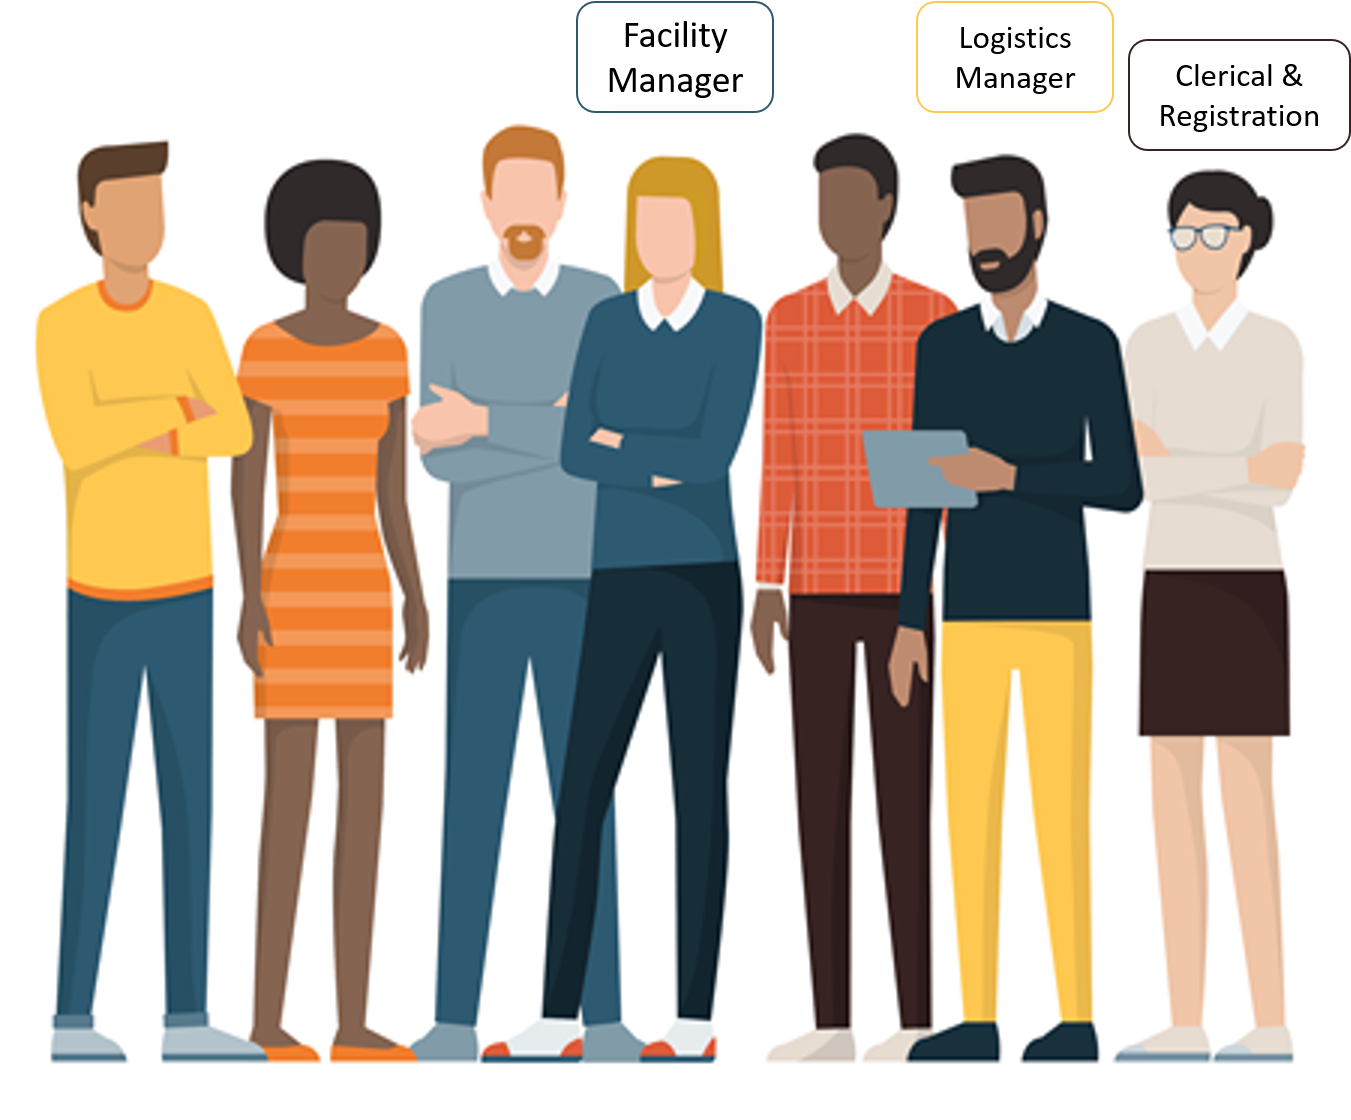 Facility
Manager
Logistics
Manager
Clerical &
Registration